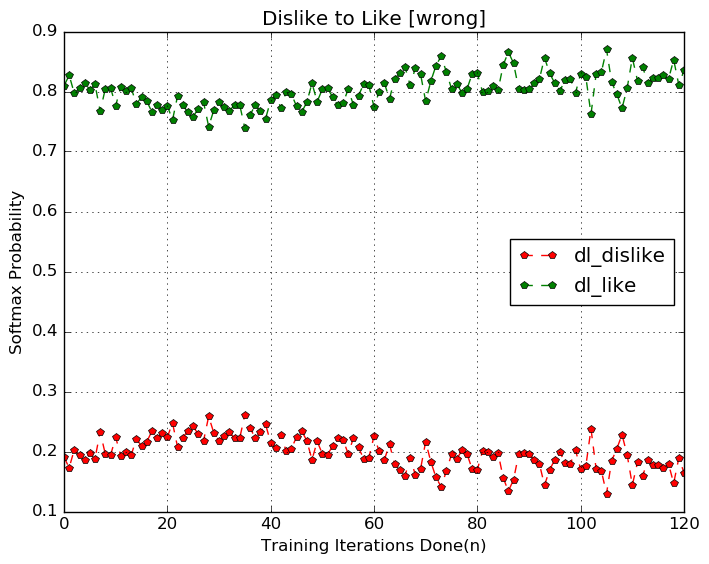 Dislike to Like [wrong]
Softmax Probability
0.9
0.8
0.7
0.6
0.5
0.4
0.3
0.2
0.1
dl_dislike
dl_like
0 20 40 60 80 100 120
Training Iterations Done(n)